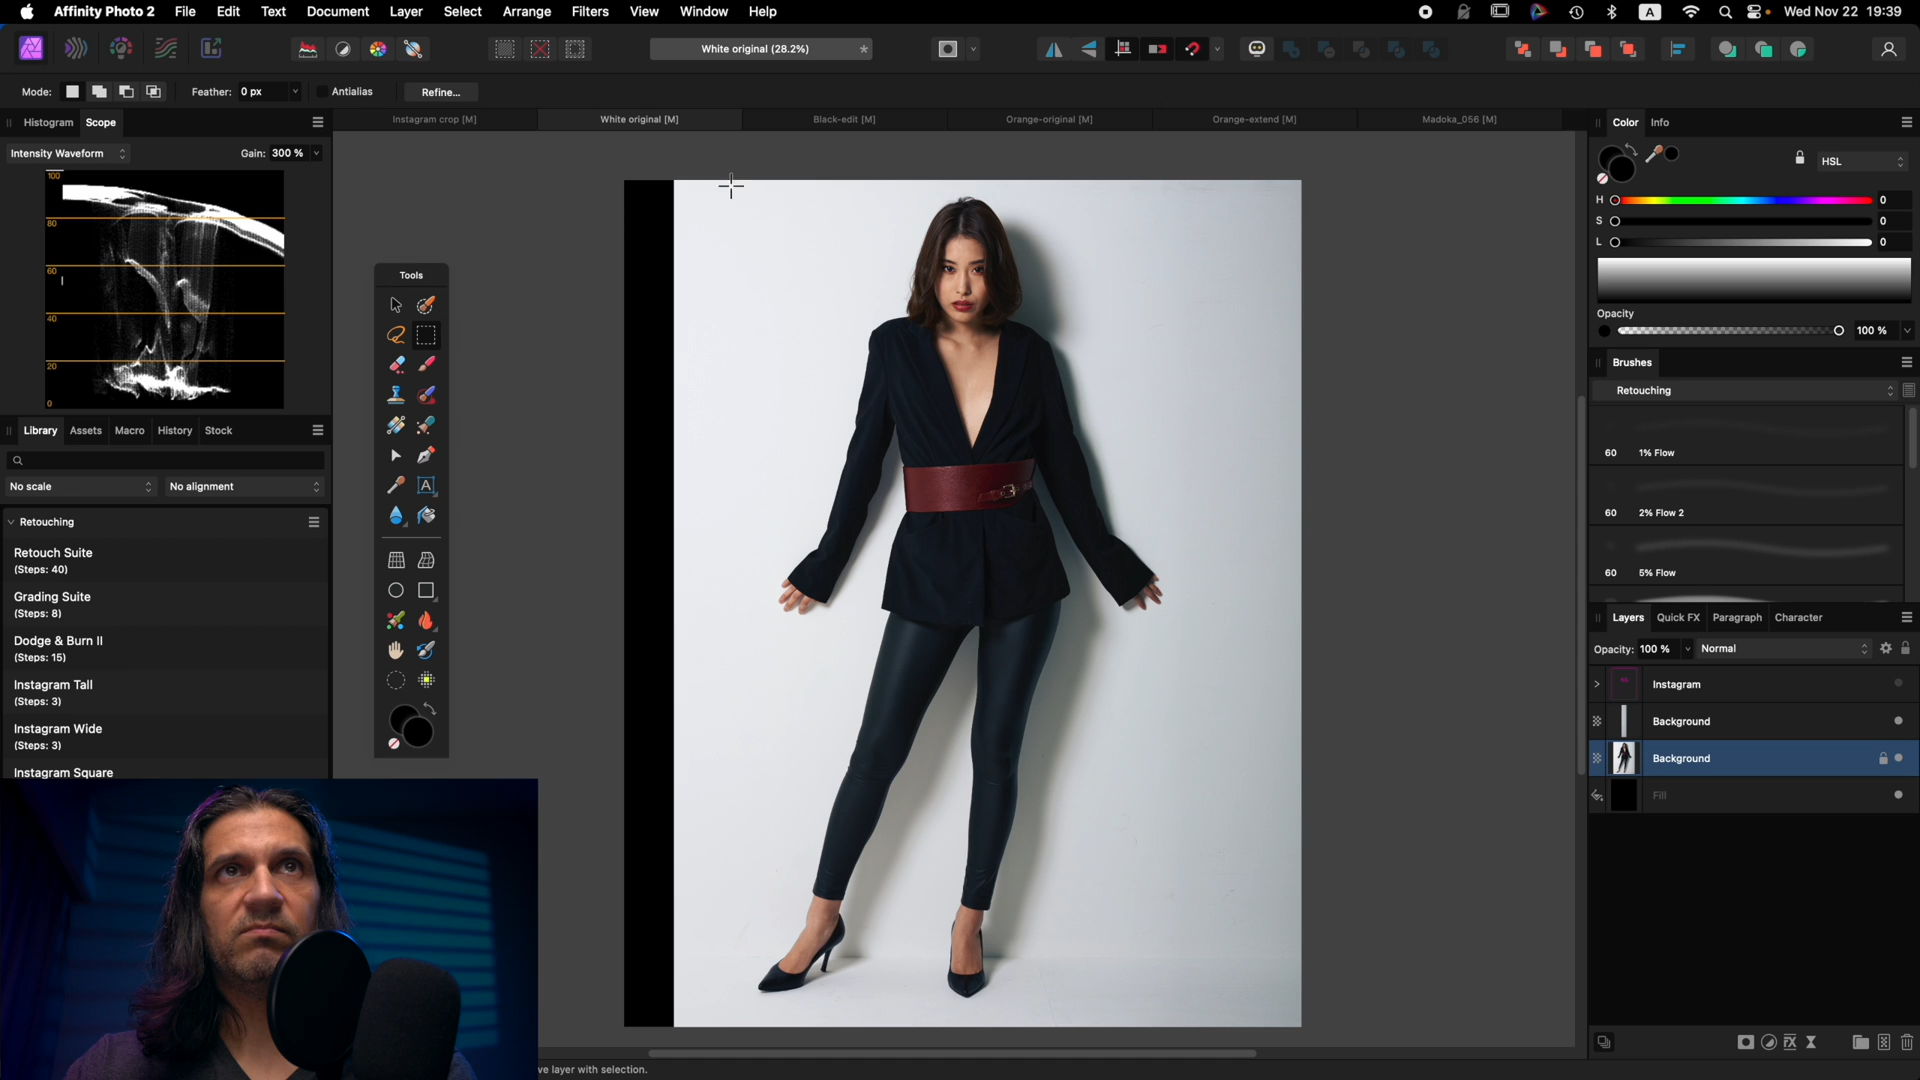 Affinity Photo 2 File Edit Text Document Layer Select Arrange Filters View Window Help A Wed Nov 22 19:39
White original (28.2%) *
Mode: Feather: 0 px Antialias Refine...
Histogram Scope
Instagram crop [M] White original [M] Black-edit [M] Orange-original [M] Orange-extend [M] Madoka_056 [M]
Color Info
Intensity Waveform Gain: 300 %
HSL
100
80
60
40
20
0
H 0
S 0
L 0
Tools
A
Opacity
100 %
Brushes
Retouching
60 1% Flow
60 2% Flow 2
60 5% Flow
Library Assets Macro History Stock
No scale No alignment
Retouching
Retouch Suite
(Steps: 40)
Grading Suite
(Steps: 8)
Dodge & Burn II
(Steps: 15)
Instagram Tall
(Steps: 3)
Instagram Wide
(Steps: 3)
Instagram Square
Layers Quick FX Paragraph Character
Opacity: 100 % Normal
Instagram
Background
Background
Fill
ve layer with selection.